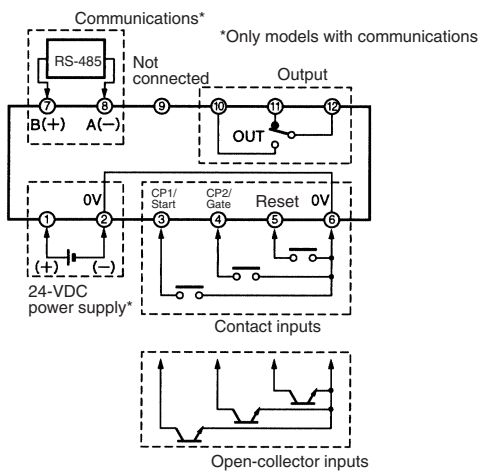 Communications*
*Only models with communications
RS-485
Not
connected
Output
7
8
9
10
11
12
B(+)
A(−)
OUT
0V
CP1/
Start
CP2/
Gate
Reset
0V
1
2
3
4
5
6
(+)
(−)
24-VDC
power supply*
Contact inputs
Open-collector inputs